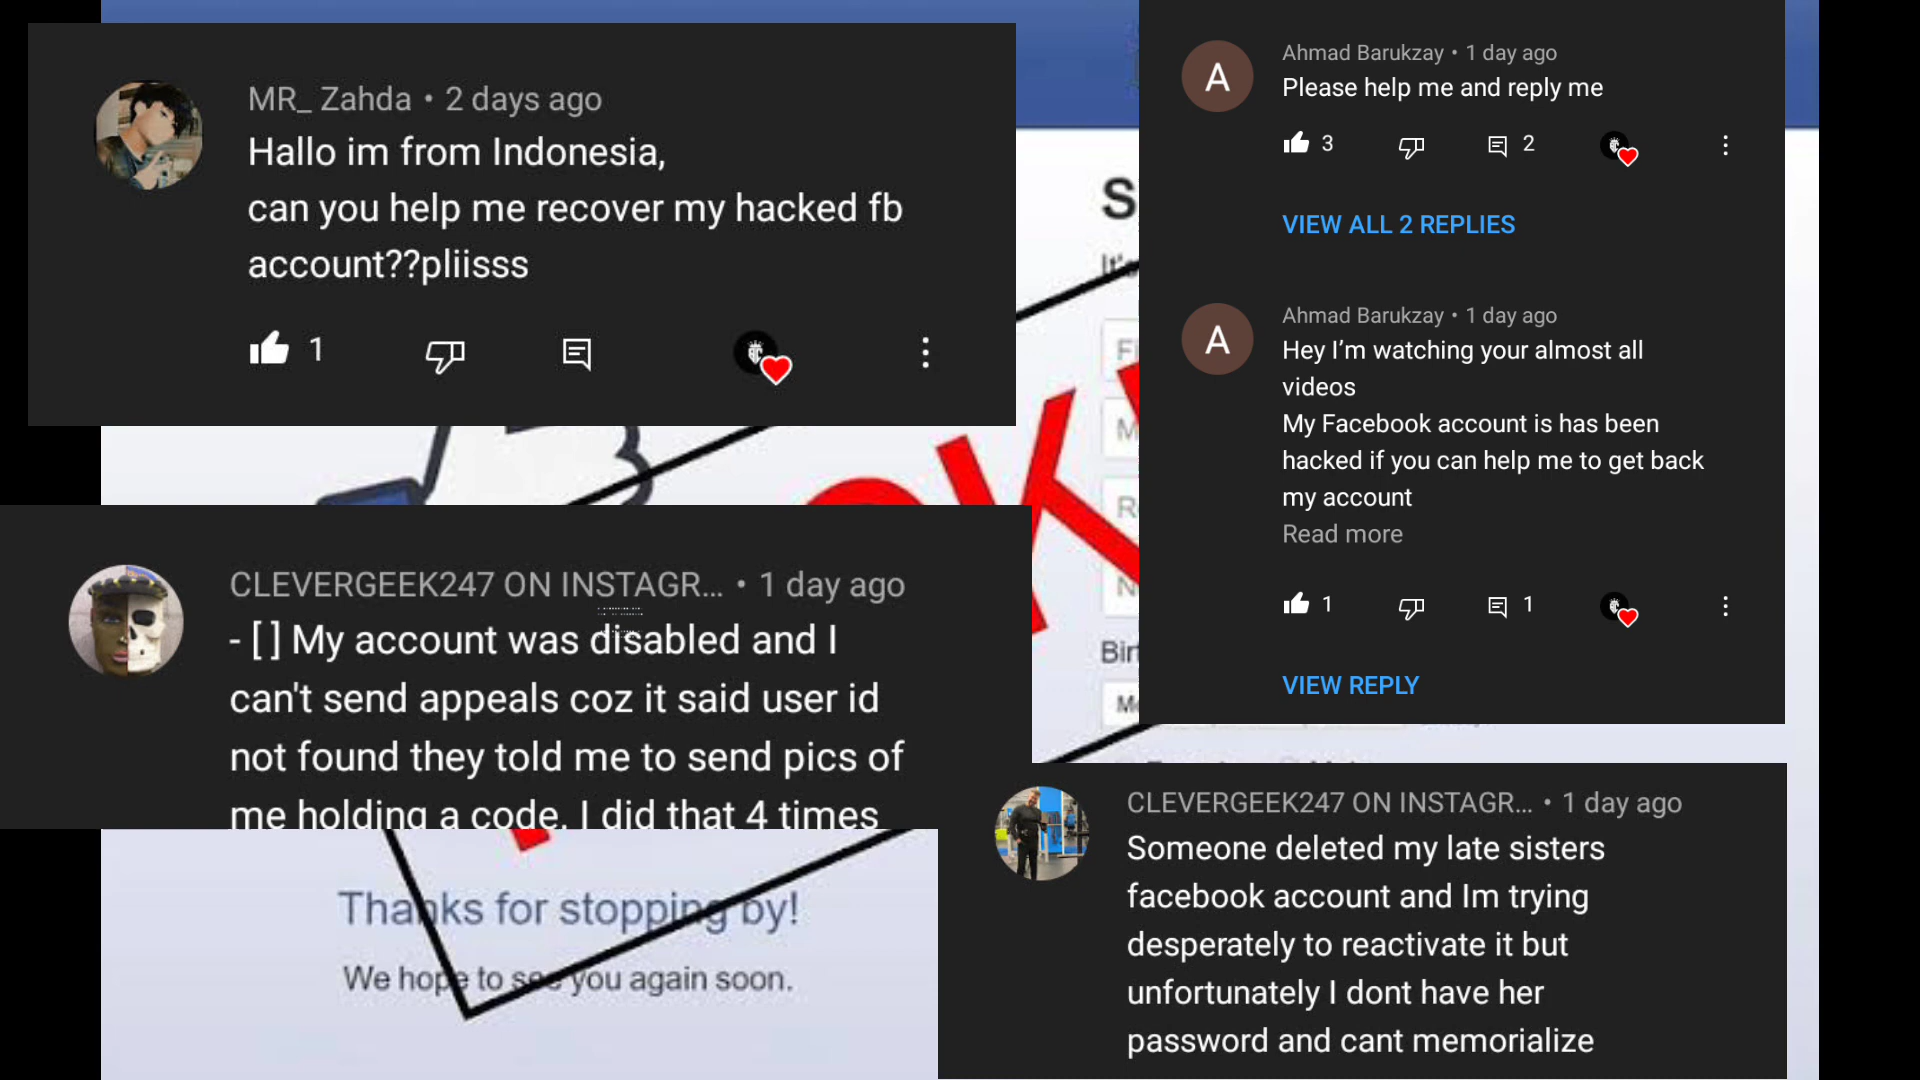 MR_ Zahda • 2 days ago
Hallo im from Indonesia,
can you help me recover my hacked fb
account??pliisss
1
Ahmad Barukzay • 1 day ago
Please help me and reply me
3
2
VIEW ALL 2 REPLIES
Ahmad Barukzay • 1 day ago
Hey I'm watching your almost all
videos
My Facebook account is has been
hacked if you can help me to get back
my account
Read more
1
1
VIEW REPLY
A
A
CLEVERGEEK247 ON INSTAGR... • 1 day ago
- [ ] My account was disabled and I
can't send appeals coz it said user id
not found they told me to send pics of
me holding a code, I did that 4 times
CLEVERGEEK247 ON INSTAGR... • 1 day ago
Someone deleted my late sisters
facebook account and Im trying
desperately to reactivate it but
unfortunately I dont have her
password and cant memorialize
S
It's
Bir
Thanks for stopping by!
We hope to see you again soon.